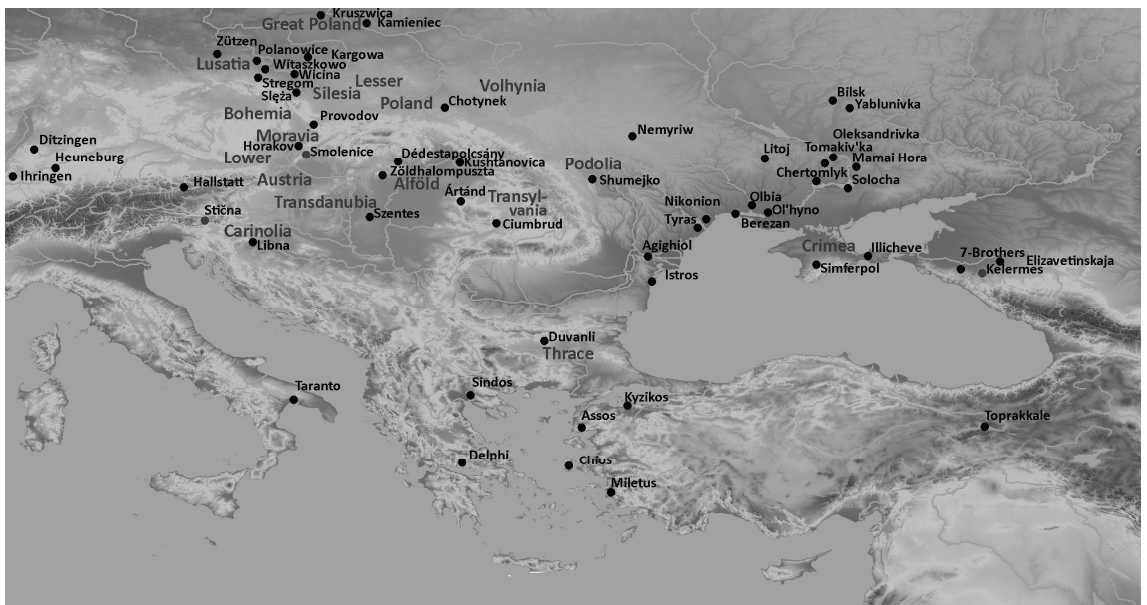 Kruszwica
Great Poland
Kamieniec
Zützen
Polanowice
Kargowa
Lusatia
Witaszkowo
Wicina
Stregom
Lesser
Volhynia
Silesia
Slęża
Poland
Chotynek
Bilsk
Yablunivka
Bohemia
Provodov
Nemyriw
Oleksandrivka
Moravia
Ditzingen
Horakov
Smolenice
Litoj
Tomakiv'ka
Heuneburg
Lower
Dédestapolcsány
Kushtanovica
Podolia
Mamai Hora
Ihringen
Zöldhalompuszta
Chertomlyk
Hallstatt
Austria
Alföld
Shumejko
Solocha
Ártánd
Transyl-
vania
Transdanubia
Nikonion
Olbia
Stična
Szentes
Ciumbrud
Tyras
Ol'hyno
Berezan
Carinolia
Libna
Agighiol
Crimea
Illicheve
7-Brothers
Elizavetinskaja
Simferpol
Kelermes
Istros
Duvanli
Thrace
Taranto
Sindos
Kyzikos
Assos
Toprakkale
Delphi
Chios
Miletus